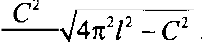 C² √4π²l² – C² .